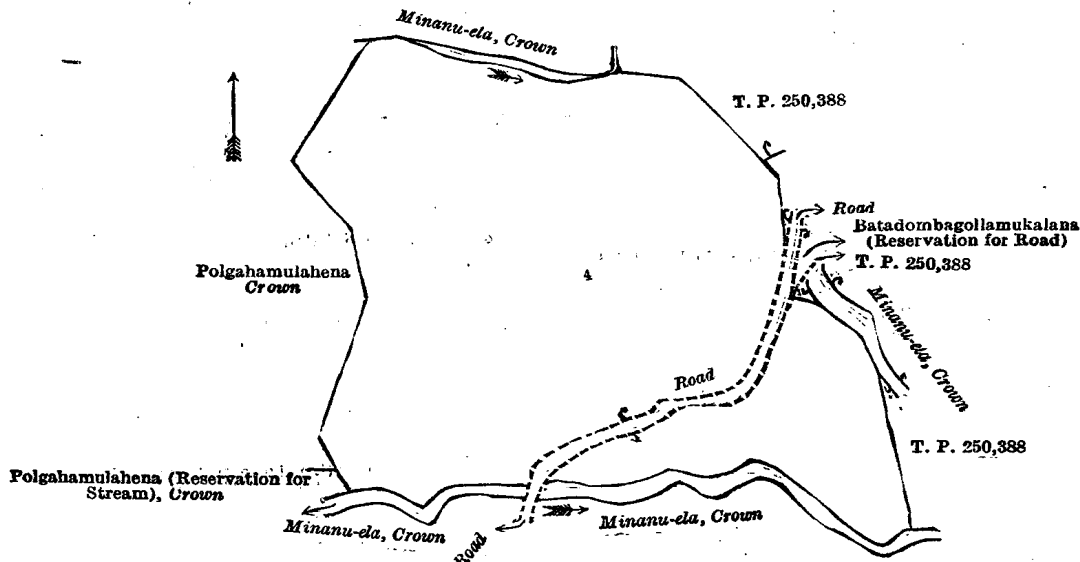 Minanu-ela, Crown
T. P. 250,388
Road
Batadombagollamukalana
(Reservation for Road)
T. P. 250,388
Polgahamulahena
Crown
4
Minanu-ela, Crown
Road
T. P. 250,388
Polgahamulahena (Reservation for
Stream), Crown
Minanu-ela, Crown
Minanu-ela, Crown
Road